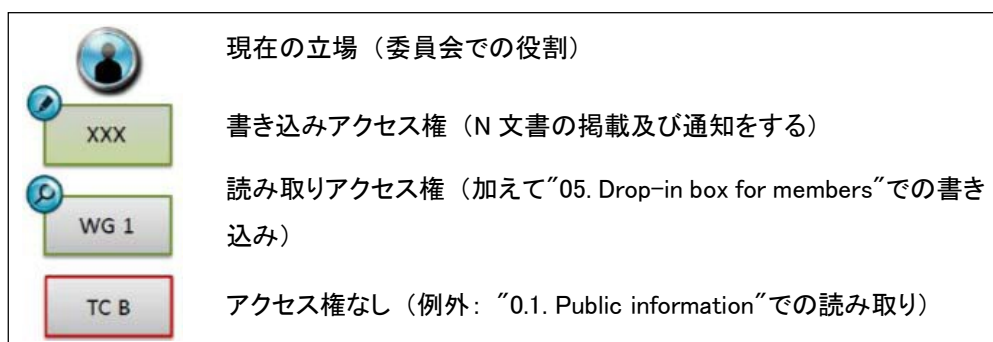 現在の立場（委員会での役割）
XXX
書き込みアクセス権（N 文書の掲載及び通知をする）
WG 1
読み取りアクセス権（加えて"05. Drop-in box for members"での書き
込み）
TC B
アクセス権なし（例外： "0.1. Public information"での読み取り）